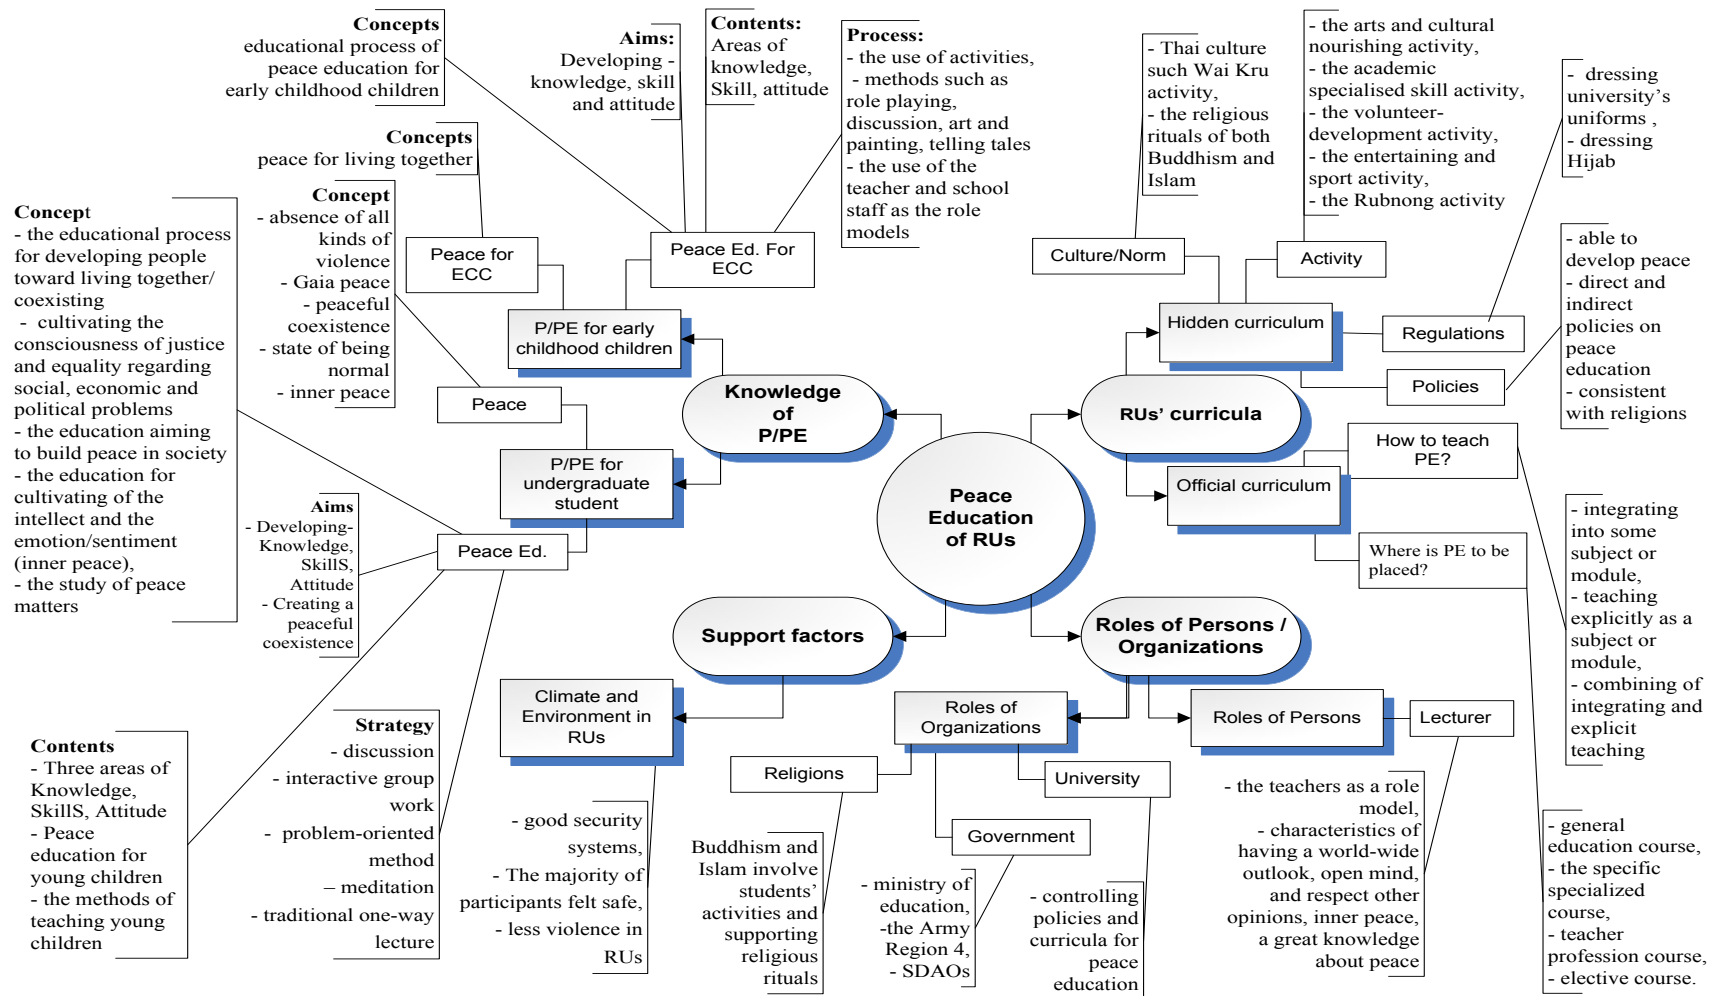 Concepts
educational process of
peace education for
early childhood children
Aims:
Developing -
knowledge, skill
and attitude
Contents:
Areas of
knowledge,
Skill, attitude
Process:
- the use of activities,
- methods such as
role playing,
discussion, art and
painting, telling tales
- the use of the
teacher and school
staff as the role
models
- Thai culture
such Wai Kru
activity,
- the religious
rituals of both
Buddhism and
Islam
- the arts and cultural
nourishing activity,
- the academic
specialised skill activity,
- the volunteer-
development activity,
- the entertaining and
sport activity,
- the Rubnong activity
- dressing
university's
uniforms ,
- dressing
Hijab
Concepts
peace for living together
Concept
- absence of all
kinds of
violence
- Gaia peace
- peaceful
coexistence
- state of being
normal
- inner peace
Concept
- the educational process
for developing people
toward living together/
coexisting
- cultivating the
consciousness of justice
and equality regarding
social, economic and
political problems
- the education aiming
to build peace in society
- the education for
cultivating of the
intellect and the
emotion/sentiment
(inner peace),
- the study of peace
matters
Peace for
ECC
Peace Ed. For
ECC
Culture/Norm
Activity
- able to
develop peace
- direct and
indirect
policies on
peace
education
- consistent
with religions
P/PE for early
childhood children
Hidden curriculum
Regulations
Policies
Peace
Knowledge
of
P/PE
RUs' curricula
How to teach
PE?
P/PE for
undergraduate
student
Peace
Education
of RUs
Official curriculum
Where is PE to be
placed?
- integrating
into some
subject or
module,
- teaching
explicitly as a
subject or
module,
- combining of
integrating and
explicit
teaching
Aims
- Developing-
Knowledge,
SkillS,
Attitude
- Creating a
peaceful
coexistence
Peace Ed.
Support factors
Roles of Persons /
Organizations
Climate and
Environment in
RUs
Roles of
Organizations
Roles of Persons
Lecturer
Religions
University
Government
Contents
- Three areas of
Knowledge,
SkillS, Attitude
- Peace
education for
young children
- the methods of
teaching young
children
Strategy
- discussion
- interactive group
work
- problem-oriented
method
– meditation
- traditional one-way
lecture
- good security
systems,
- The majority of
participants felt safe,
- less violence in
RUs
Buddhism and
Islam involve
students'
activities and
supporting
religious
rituals
- ministry of
education,
-the Army
Region 4,
- SDAOs
- controlling
policies and
curricula for
peace
education
- the teachers as a role
model,
- characteristics of
having a world-wide
outlook, open mind,
and respect other
opinions, inner peace,
a great knowledge
about peace
- general
education course,
- the specific
specialized
course,
- teacher
profession course,
- elective course.